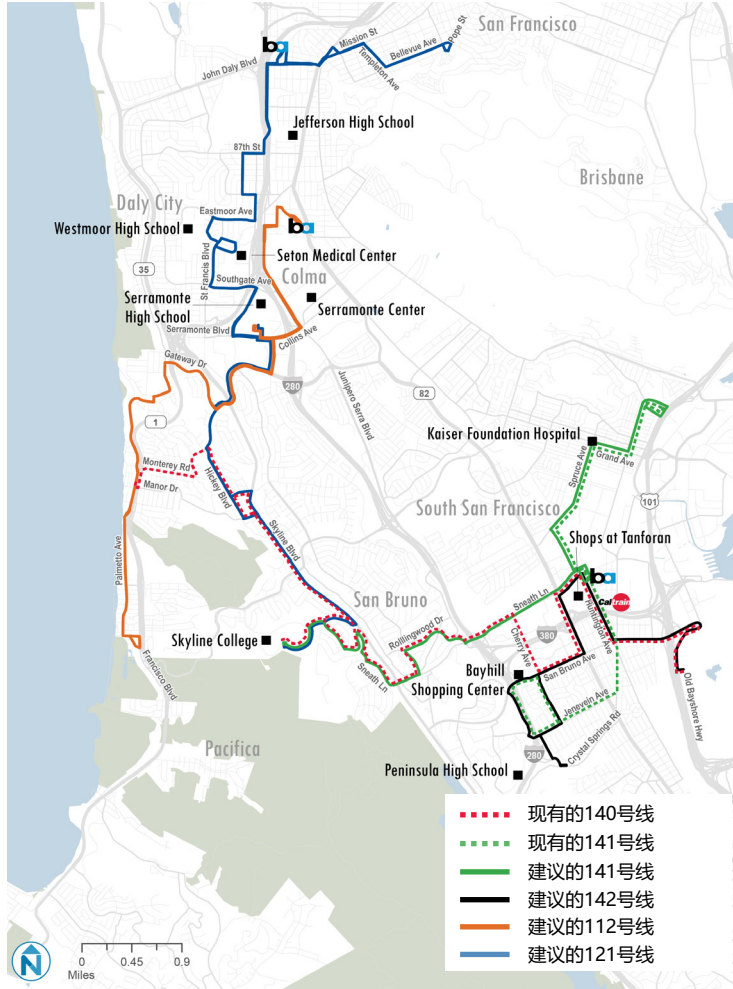 San Francisco
ba
Mission St
Bellevue Ave
Pope St
Templeton Ave
John Daly Blvd
Jefferson High School
87th St
Brisbane
Daly City
Eastmoor Ave
Westmoor High School
ba
St Francis Blvd
Seton Medical Center
35
Southgate Ave
Colma
Serramonte
High School
Serramonte Center
Serramonte Blvd
Collins Ave
Gateway Dr
280
Junipero Serra Blvd
82
1
Kaiser Foundation Hospital
Grand Ave
Spruce Ave
Monterey Rd
Manor Dr
Hickey Blvd
101
South San Francisco
Skyline Blvd
Shops at Tanforan
Palmetto Ave
ba
Caltrain
San Bruno
Sneath Ln
Huntington Ave
Rollingwood Dr
380
Skyline College
Cherry Ave
San Bruno Ave
Sneath Ln
Bayhill
Shopping Center
Francisco Blvd
Jenevein Ave
Old Bayshore Hwy
Crystal Springs Rd
Pacifica
280
Peninsula High School
现有的140号线
现有的141号线
建议的141号线
建议的142号线
建议的112号线
建议的121号线
N
0 0.45 0.9
Miles